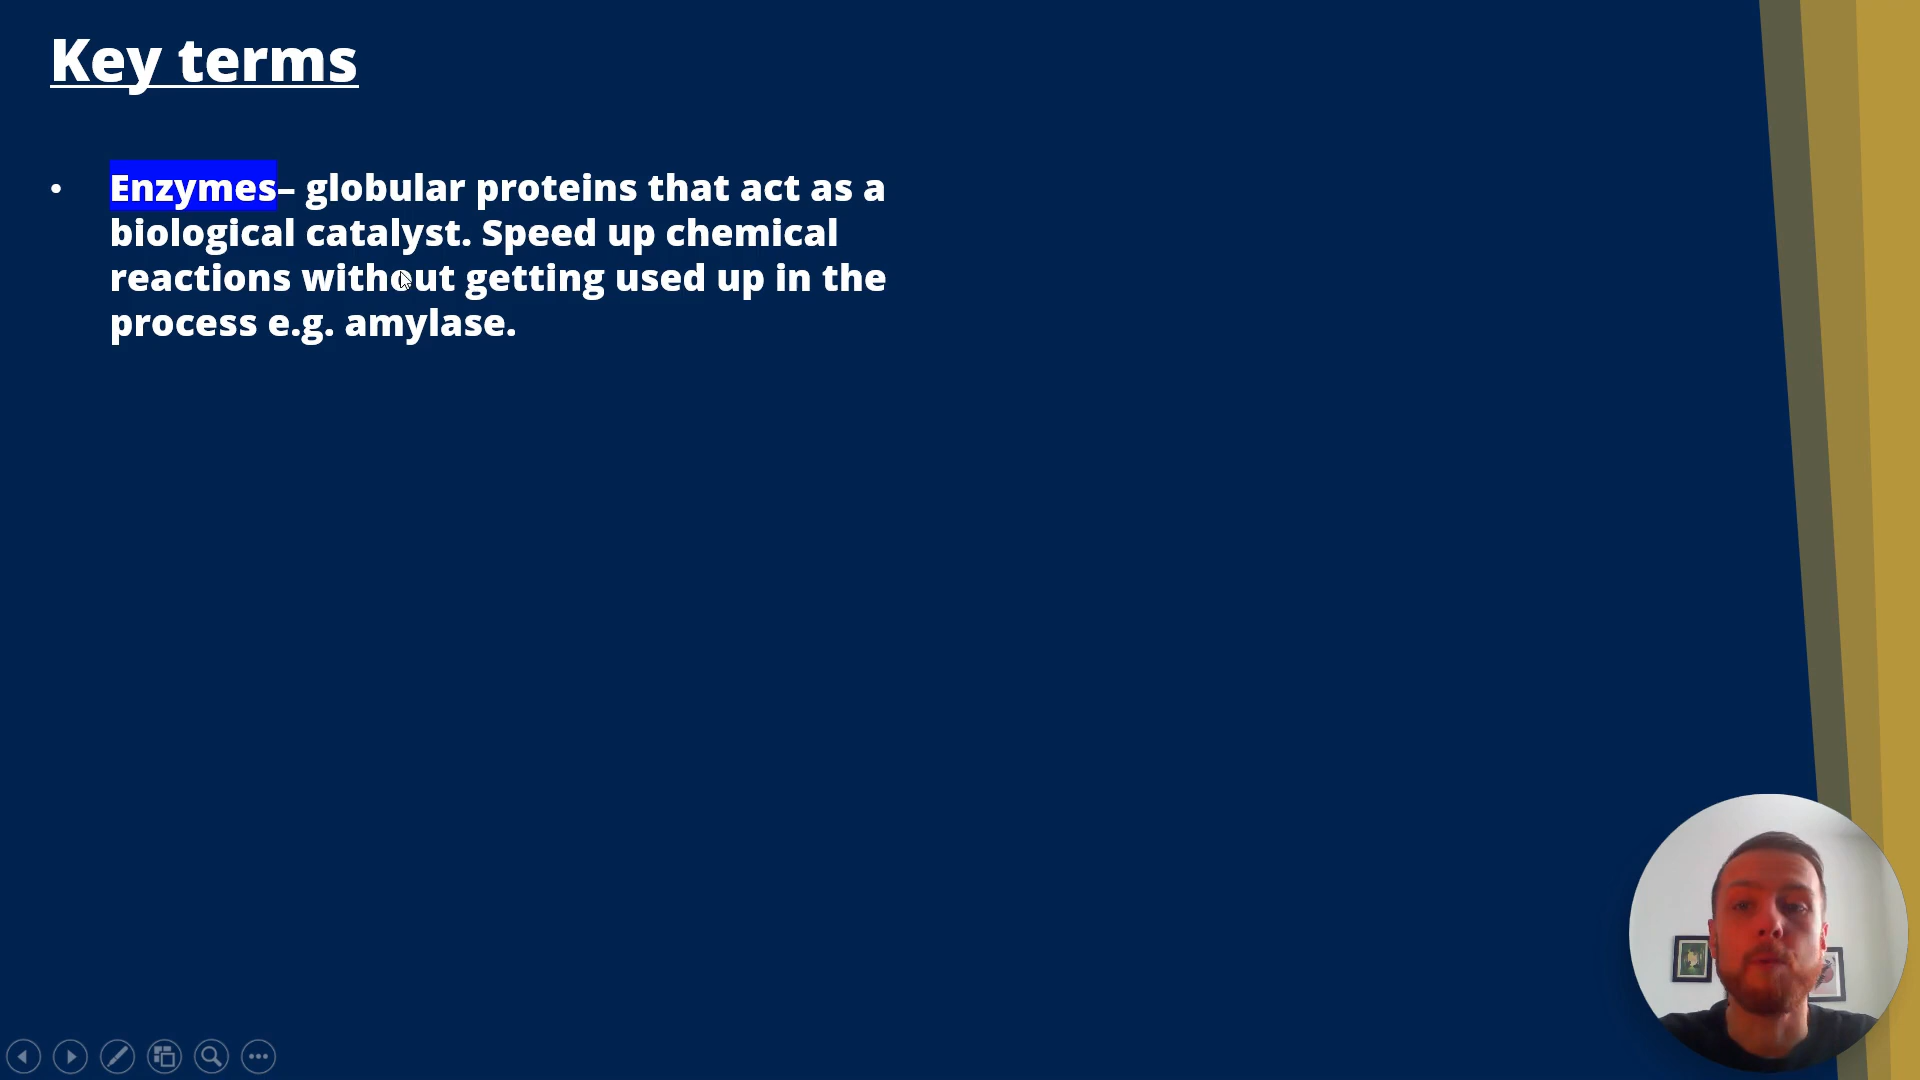 Key terms
• Enzymes– globular proteins that act as a
biological catalyst. Speed up chemical
reactions without getting used up in the
process e.g. amylase.